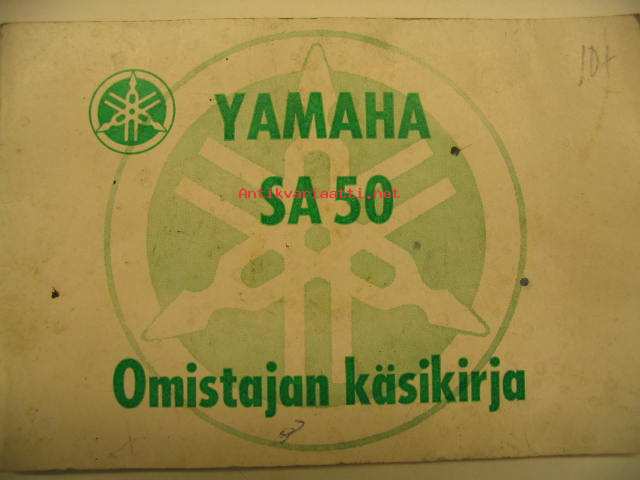 YAMAHA
Antikvariaatti.net
SA 50
Omistajan käsikirja